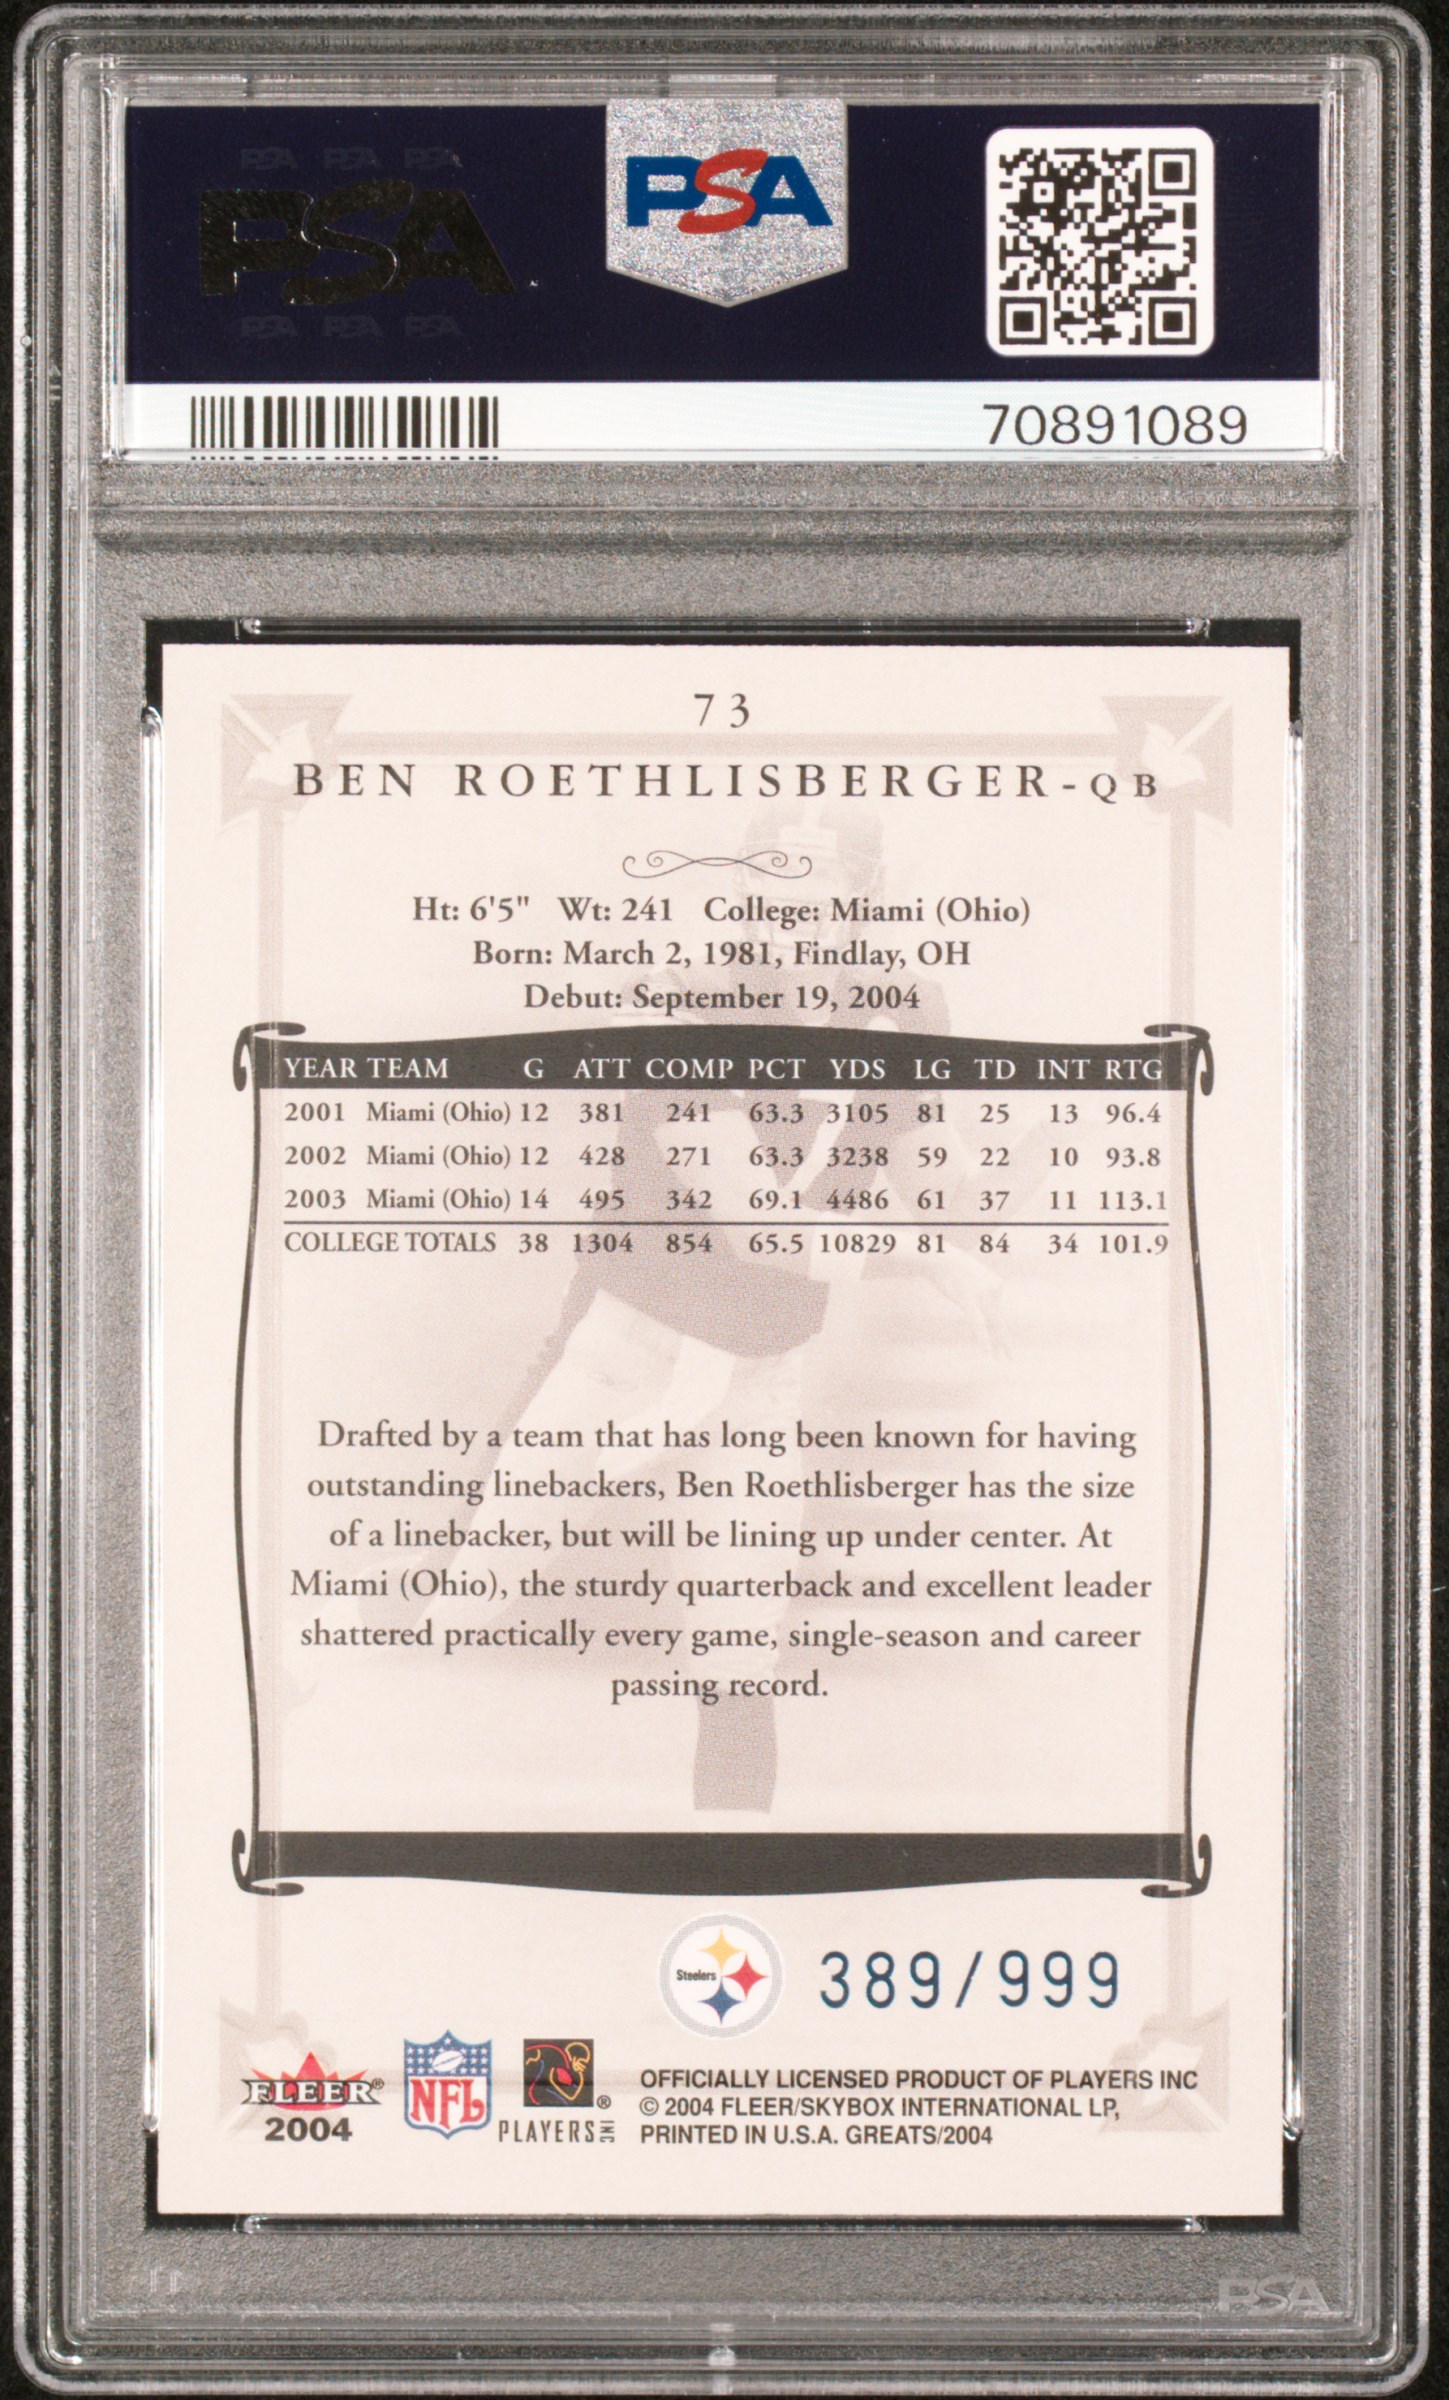 PSA PSA PSA
PSA
PSA PSA PSA
PSA
70891089
73
BEN ROETHLISBERGER-QB
Ht: 6'5" Wt: 241 College: Miami (Ohio)
Born: March 2, 1981, Findlay, OH
Debut: September 19, 2004
YEAR TEAM G ATT COMP PCT YDS LG TD INT RTG
2001 Miami (Ohio) 12 381 241 63.3 3105 81 25 13 96.4
2002 Miami (Ohio) 12 428 271 63.3 3238 59 22 10 93.8
2003 Miami (Ohio) 14 495 342 69.1 4486 61 37 11 113.1
COLLEGE TOTALS 38 1304 854 65.5 10829 81 84 34 101.9
Drafted by a team that has long been known for having
outstanding linebackers, Ben Roethlisberger has the size
of a linebacker, but will be lining up under center. At
Miami (Ohio), the sturdy quarterback and excellent leader
shattered practically every game, single-season and career
passing record.
Steelers
389/999
FLEER®
2004
NFL
®
PLAYERS INC
OFFICIALLY LICENSED PRODUCT OF PLAYERS INC
© 2004 FLEER/SKYBOX INTERNATIONAL LP,
PRINTED IN U.S.A. GREATS/2004
PSA